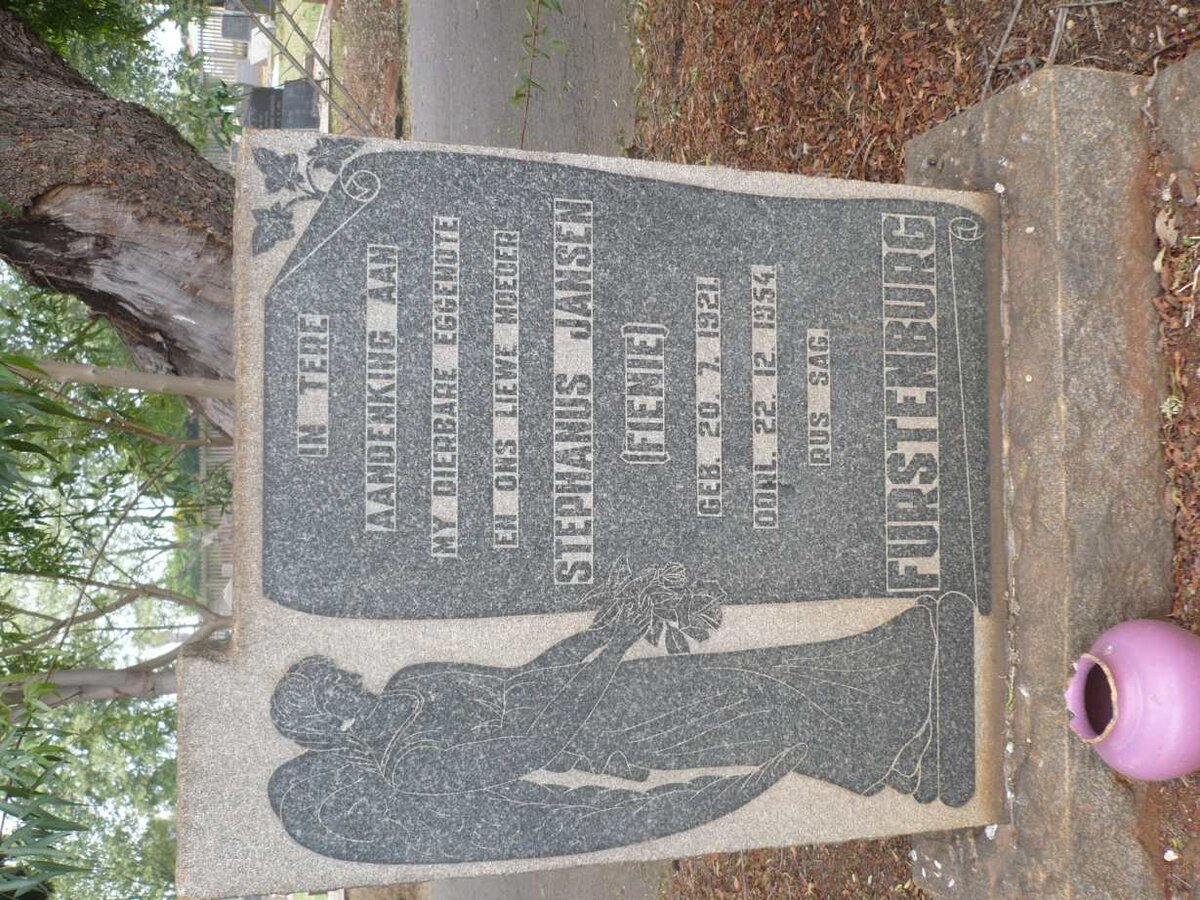 IN TERE
AANDENKING AAN
MY DIERBARE EGGENOTE
EN ONS LIEWE MOEDER
STEPHANUS JANSEN
(FIENIE)
GEB. 20. 7. 1921.
OORL. 22. 12. 1954
RUS SAG.
FURSTENBURG